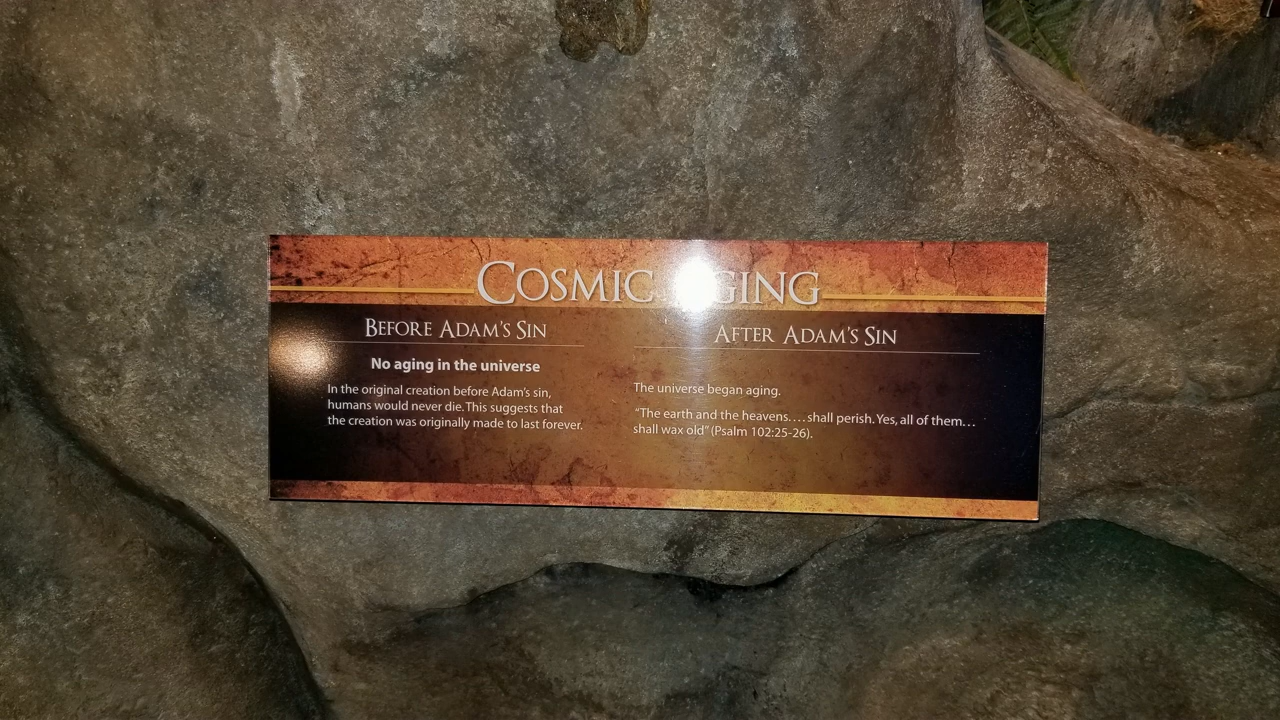 COSMIC AGING
BEFORE ADAM'S SIN
No aging in the universe
In the original creation before Adam's sin,
humans would never die. This suggests that
the creation was originally made to last forever.
AFTER ADAM'S SIN
The universe began aging.
"The earth and the heavens....shall perish. Yes, all of them...
shall wax old" (Psalm 102:25-26).